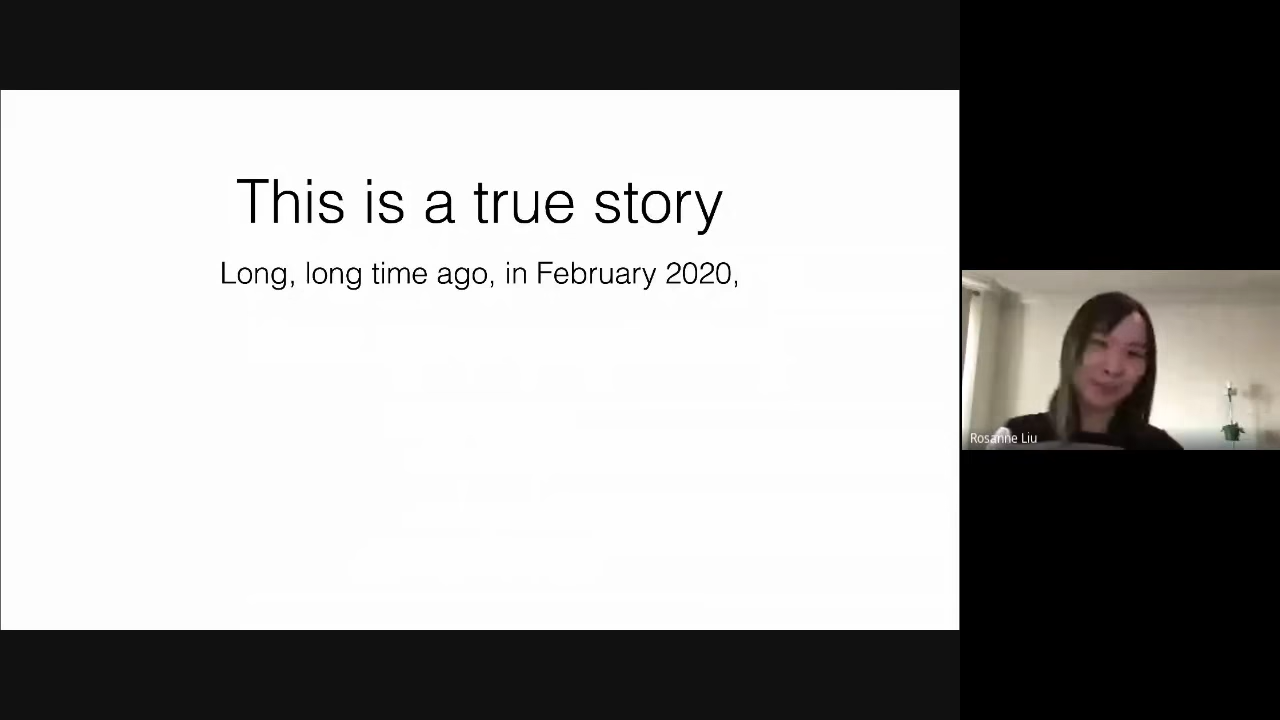 This is a true story
Long, long time ago, in February 2020,
Rosanne Liu